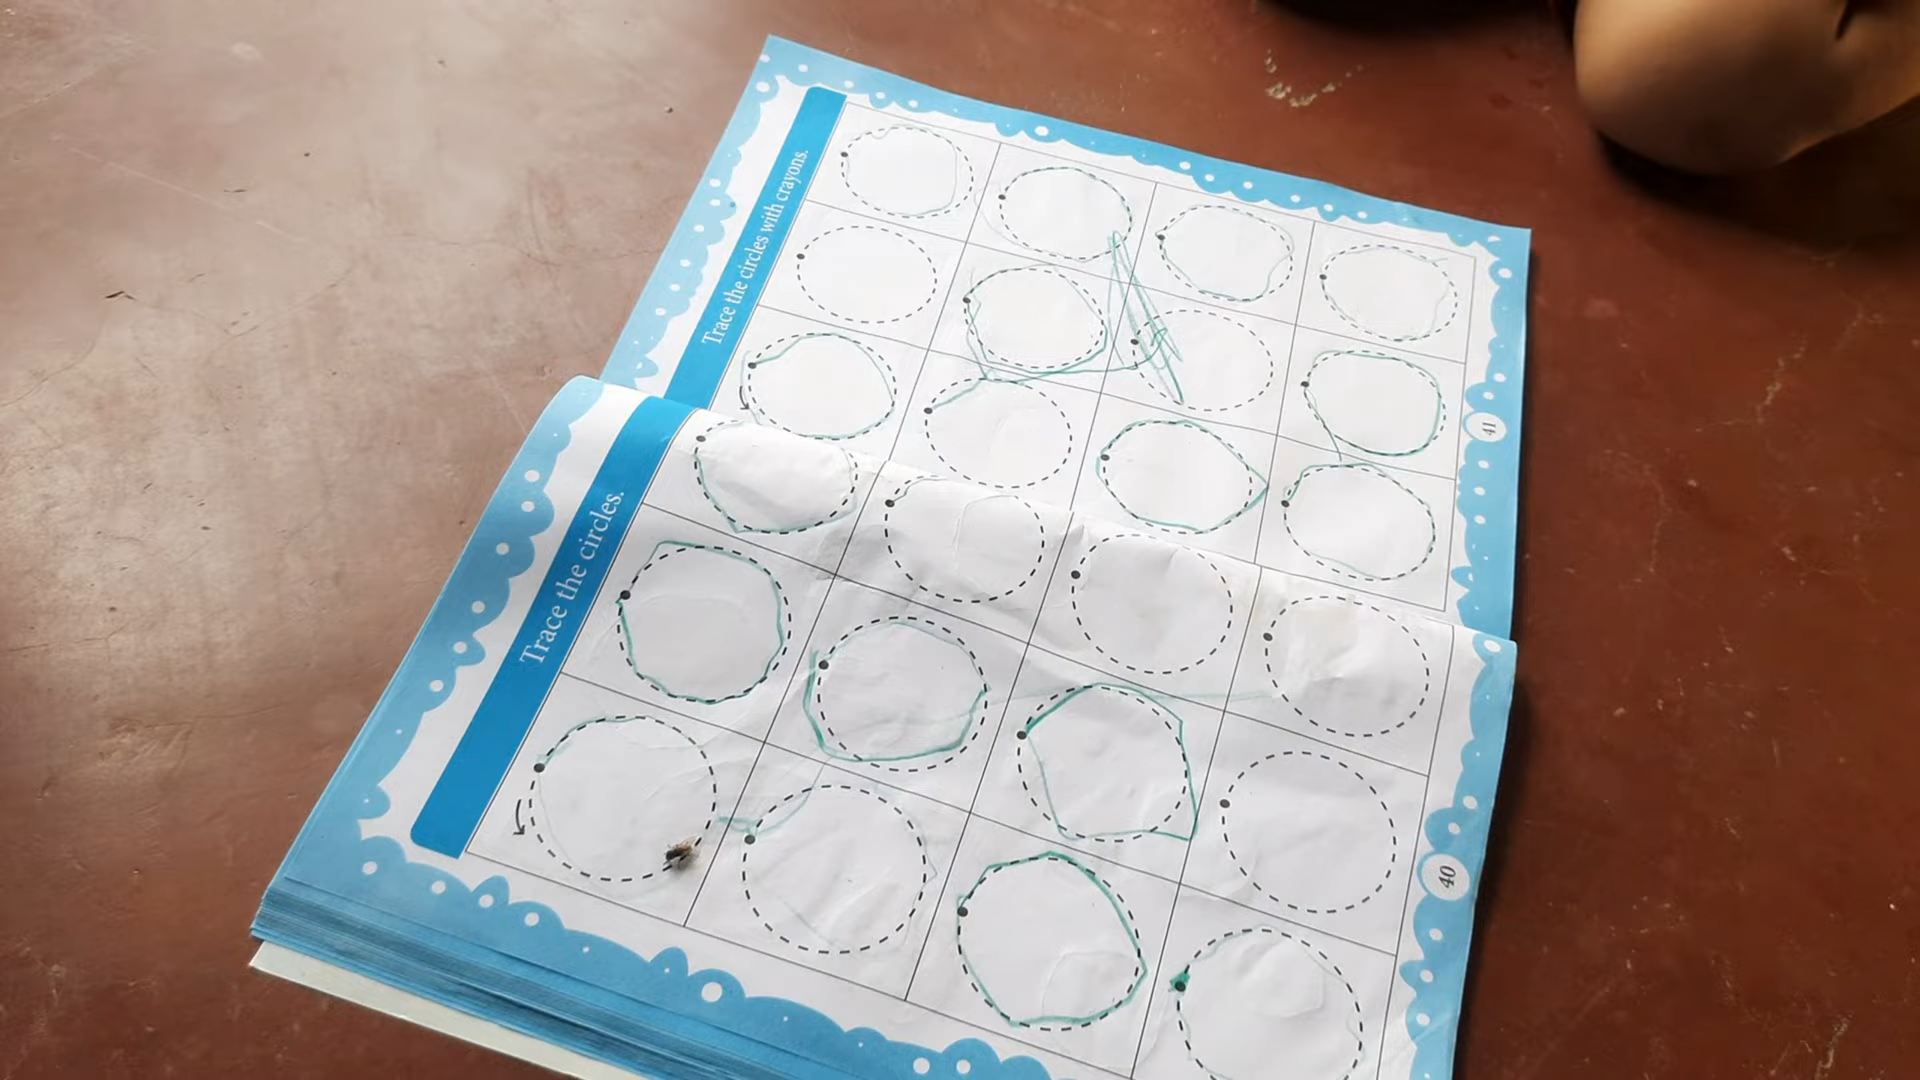 Trace the circles.
40
Trace the circles with crayons.
41